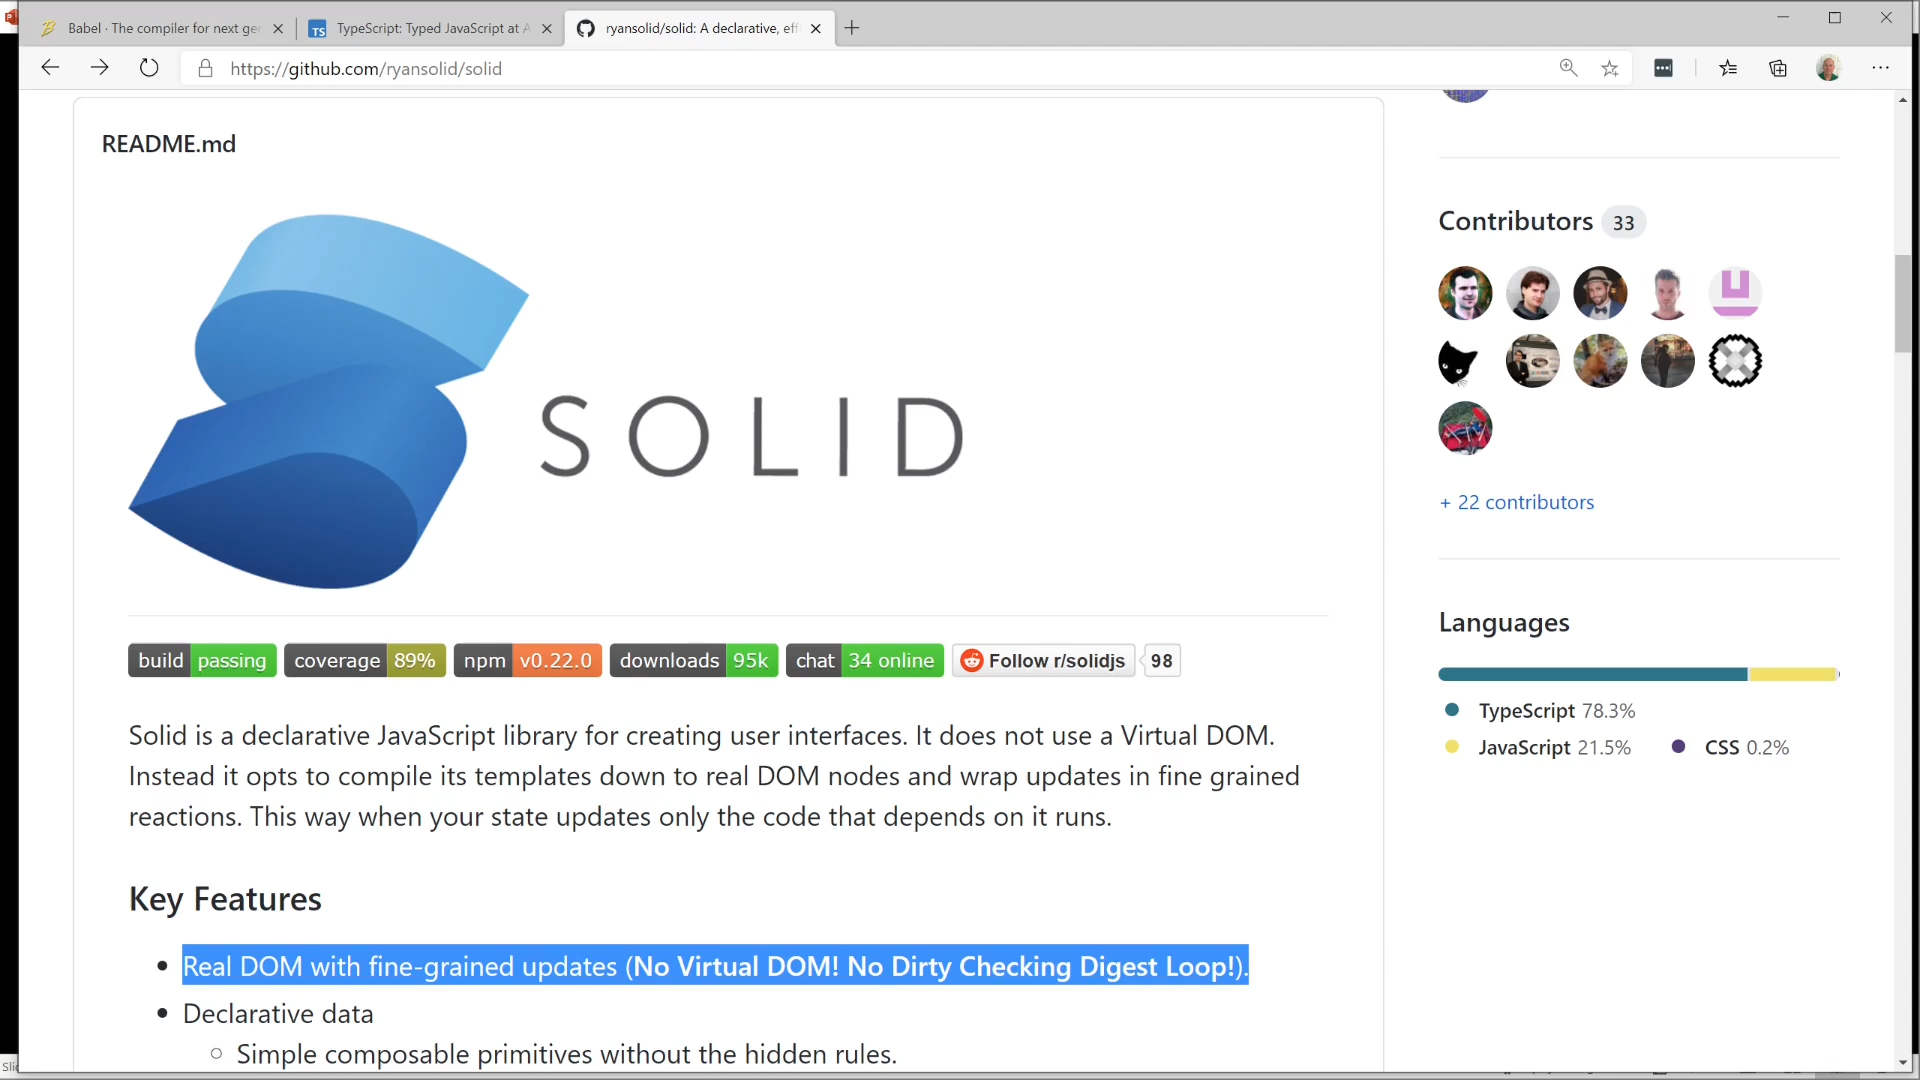 Babel · The compiler for next ger
TypeScript: Typed JavaScript at A
ryansolid/solid: A declarative, eff
https://github.com/ryansolid/solid
README.md
SOLID
build passing coverage 89% npm v0.22.0 downloads 95k chat 34 online Follow r/solidjs 98
Solid is a declarative JavaScript library for creating user interfaces. It does not use a Virtual DOM.
Instead it opts to compile its templates down to real DOM nodes and wrap updates in fine grained
reactions. This way when your state updates only the code that depends on it runs.
Key Features
• Real DOM with fine-grained updates (No Virtual DOM! No Dirty Checking Digest Loop!).
• Declarative data
○ Simple composable primitives without the hidden rules.
Contributors 33
+ 22 contributors
Languages
TypeScript 78.3%
JavaScript 21.5% CSS 0.2%